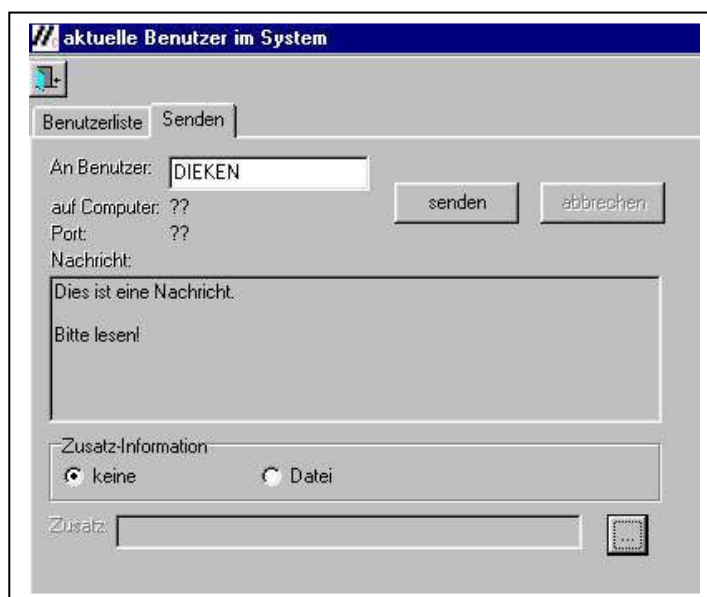 aktuelle Benutzer im System
Benutzerliste Senden
An Benutzer: DIEKEN
senden abbrechen
auf Computer: ??
Port: ??
Nachricht:
Dies ist eine Nachricht.
Bitte lesen!
Zusatz-Information
keine Datei
Zusatz: ...